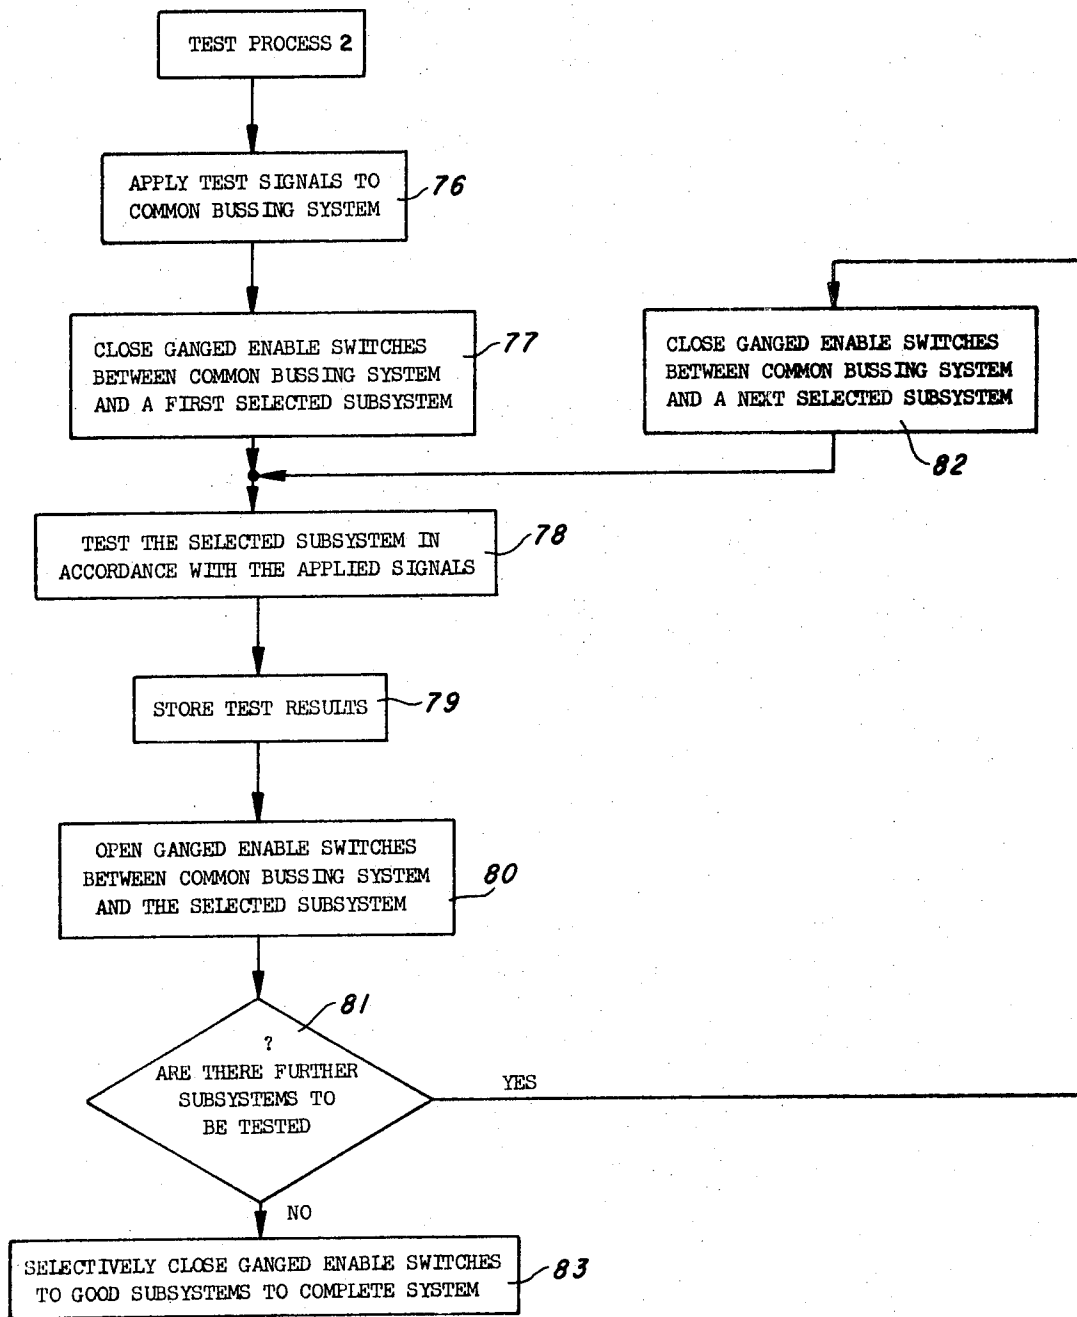 TEST PROCESS 2
APPLY TEST SIGNALS TO
COMMON BUSSING SYSTEM
76
CLOSE GANGED ENABLE SWITCHES
BETWEEN COMMON BUSSING SYSTEM
AND A FIRST SELECTED SUBSYSTEM
77
CLOSE GANGED ENABLE SWITCHES
BETWEEN COMMON BUSSING SYSTEM
AND A NEXT SELECTED SUBSYSTEM
82
TEST THE SELECTED SUBSYSTEM IN
ACCORDANCE WITH THE APPLIED SIGNALS
78
STORE TEST RESULTS
79
OPEN GANGED ENABLE SWITCHES
BETWEEN COMMON BUSSING SYSTEM
AND THE SELECTED SUBSYSTEM
80
81
?
ARE THERE FURTHER
SUBSYSTEMS TO
BE TESTED
YES
NO
SELECTIVELY CLOSE GANGED ENABLE SWITCHES
TO GOOD SUBSYSTEMS TO COMPLETE SYSTEM
83